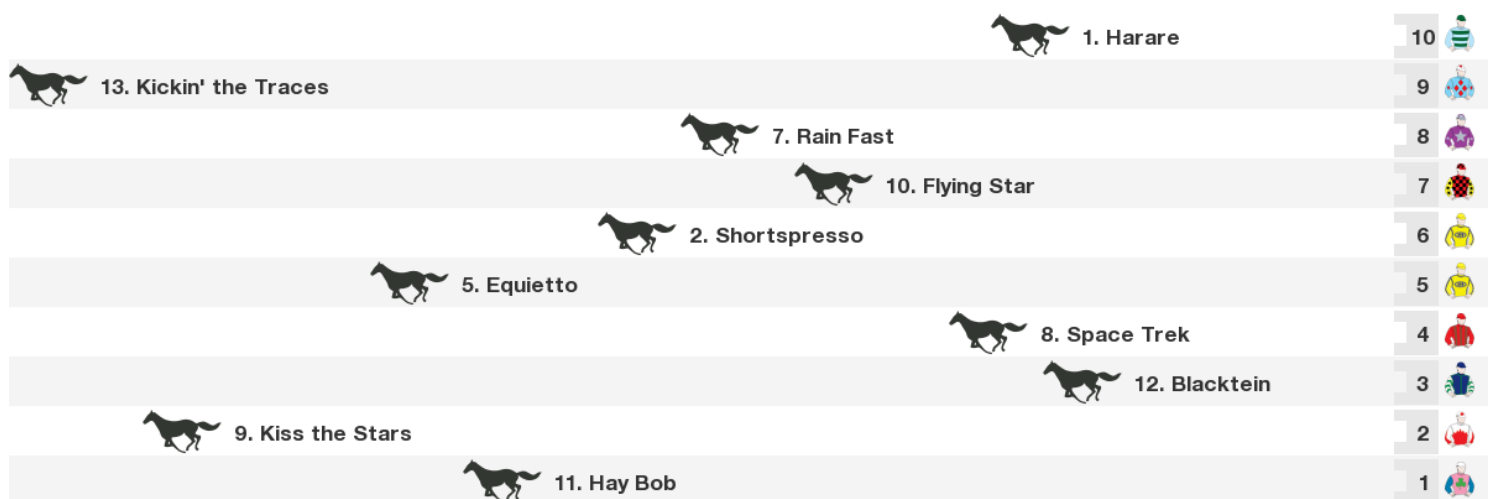 1. Harare 10
13. Kickin' the Traces 9
7. Rain Fast 8
10. Flying Star 7
2. Shortspresso 6
5. Equietto 5
8. Space Trek 4
12. Blacktein 3
9. Kiss the Stars 2
11. Hay Bob 1